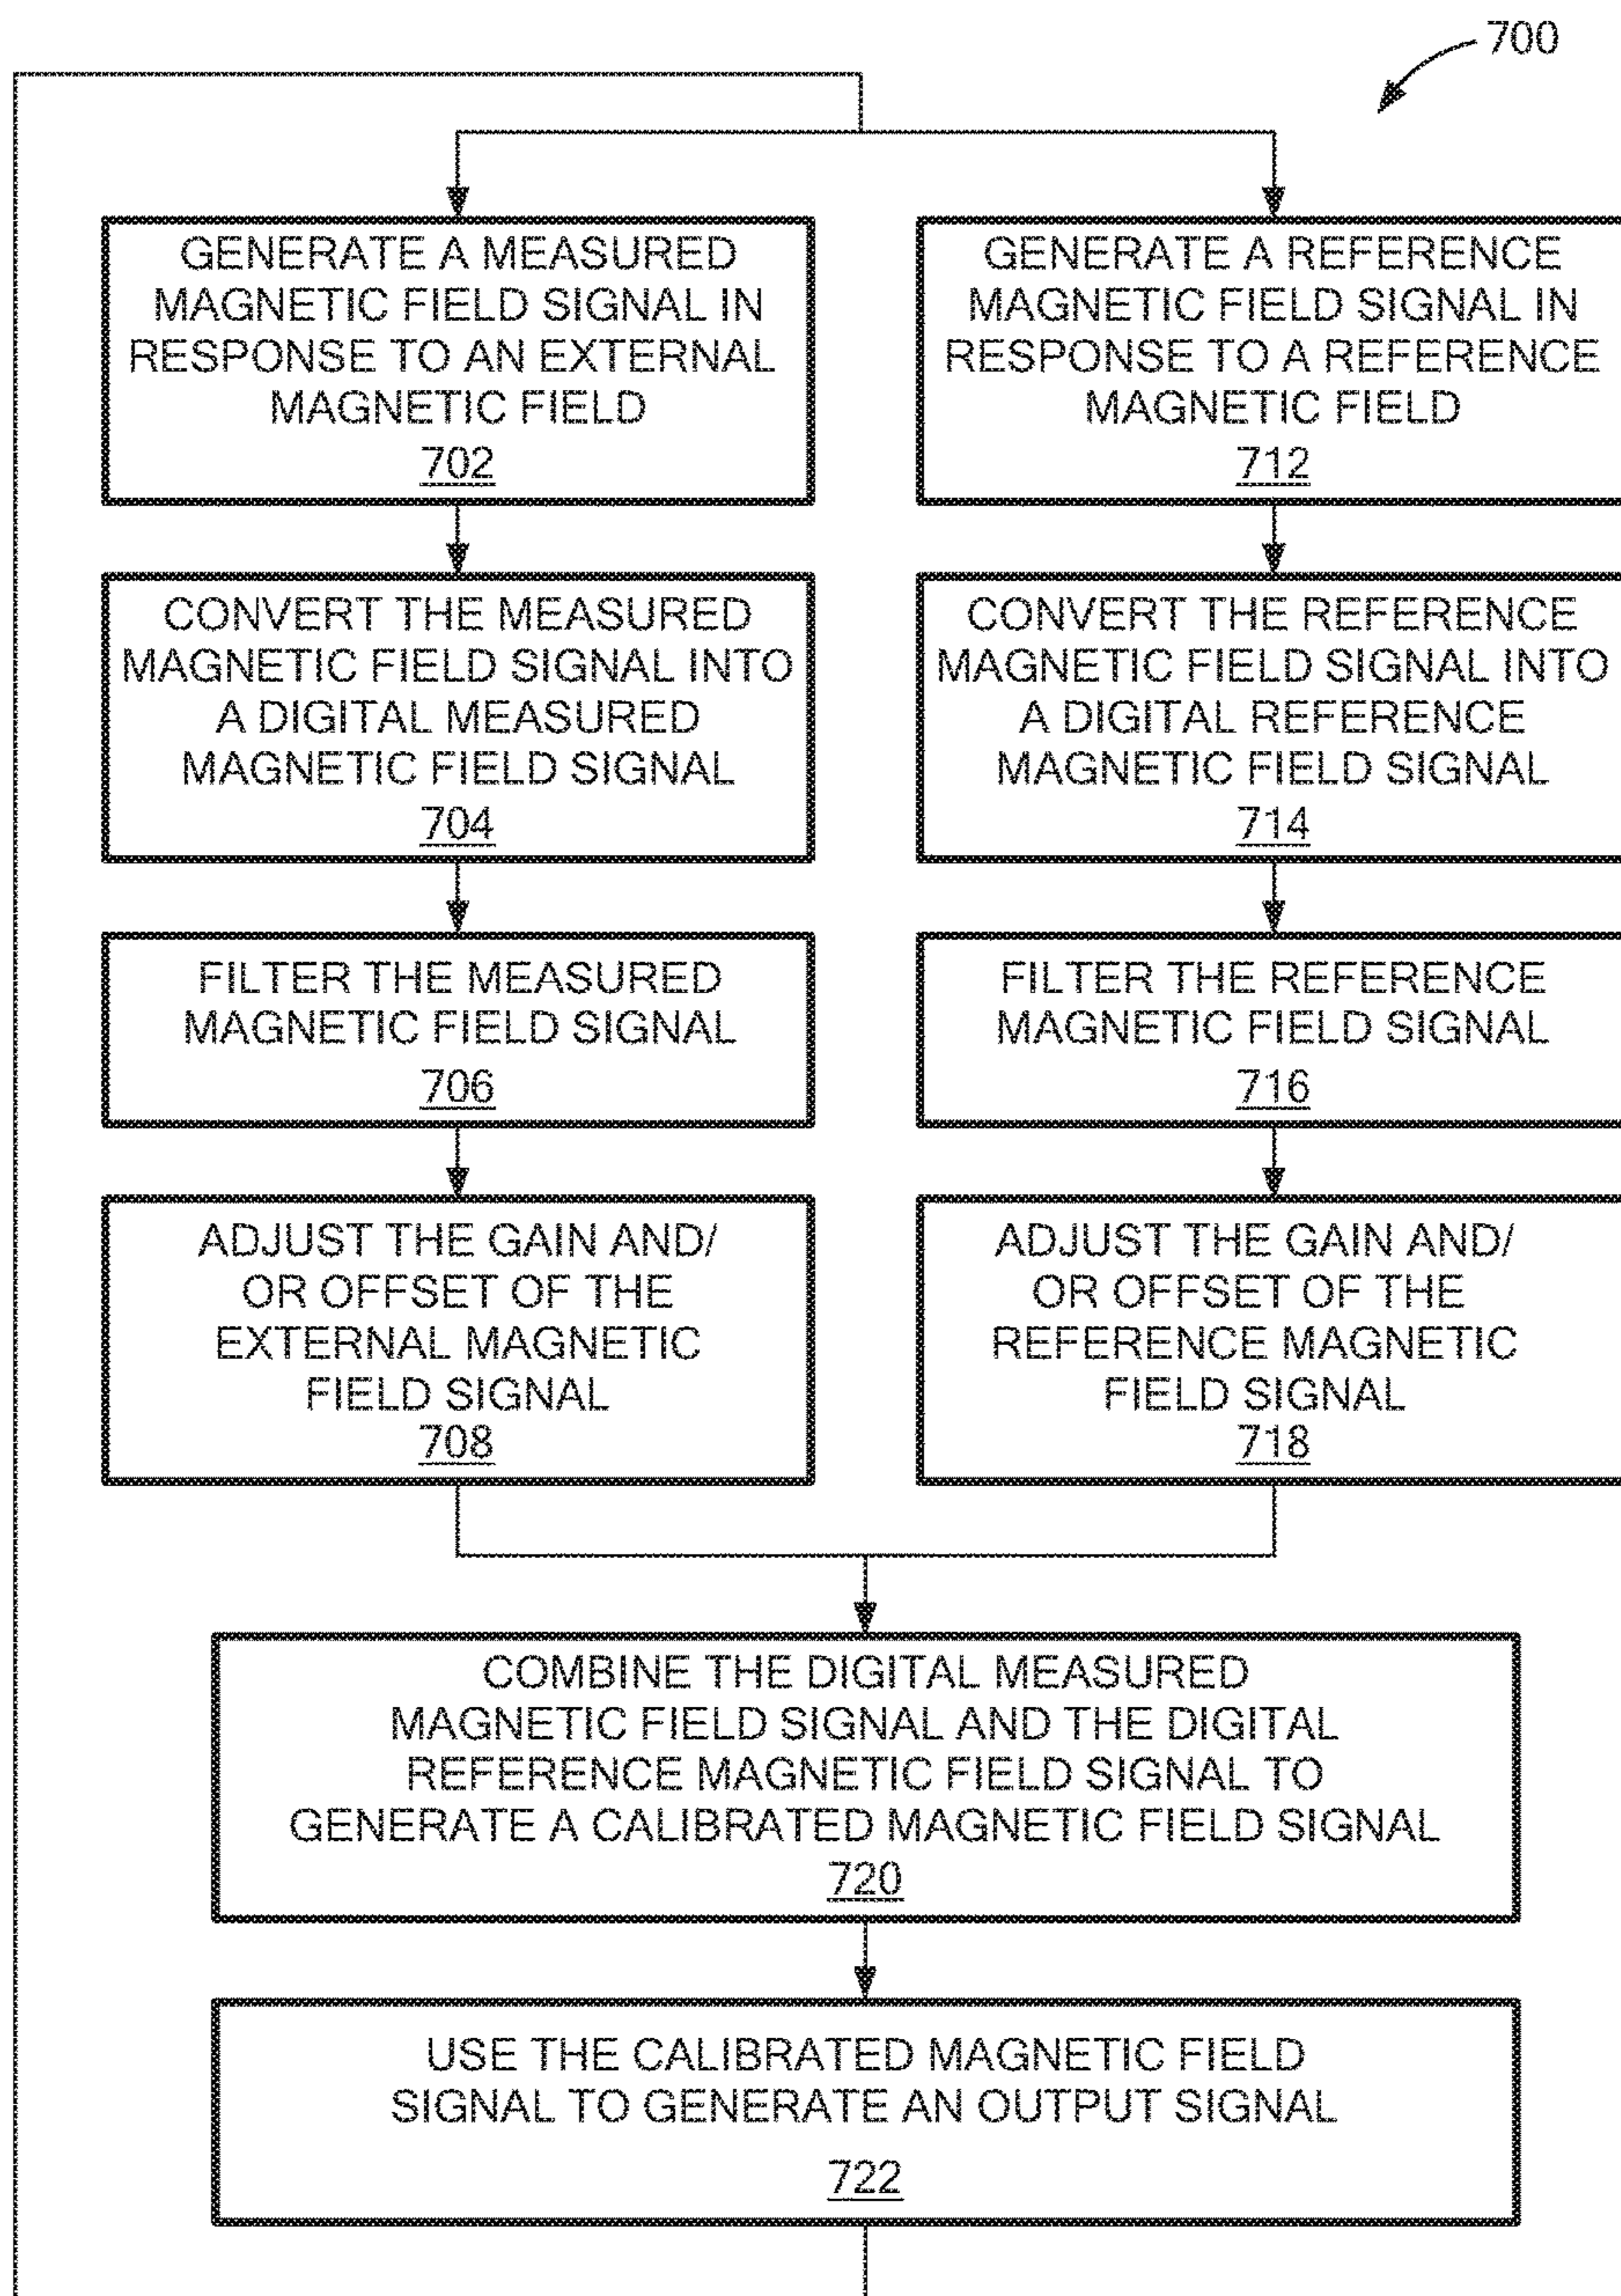 700
GENERATE A MEASURED
MAGNETIC FIELD SIGNAL IN
RESPONSE TO AN EXTERNAL
MAGNETIC FIELD
702
GENERATE A REFERENCE
MAGNETIC FIELD SIGNAL IN
RESPONSE TO A REFERENCE
MAGNETIC FIELD
712
CONVERT THE MEASURED
MAGNETIC FIELD SIGNAL INTO
A DIGITAL MEASURED
MAGNETIC FIELD SIGNAL
704
CONVERT THE REFERENCE
MAGNETIC FIELD SIGNAL INTO
A DIGITAL REFERENCE
MAGNETIC FIELD SIGNAL
714
FILTER THE MEASURED
MAGNETIC FIELD SIGNAL
706
FILTER THE REFERENCE
MAGNETIC FIELD SIGNAL
716
ADJUST THE GAIN AND/
OR OFFSET OF THE
EXTERNAL MAGNETIC
FIELD SIGNAL
708
ADJUST THE GAIN AND/
OR OFFSET OF THE
REFERENCE MAGNETIC
FIELD SIGNAL
718
COMBINE THE DIGITAL MEASURED
MAGNETIC FIELD SIGNAL AND THE DIGITAL
REFERENCE MAGNETIC FIELD SIGNAL TO
GENERATE A CALIBRATED MAGNETIC FIELD SIGNAL
720
USE THE CALIBRATED MAGNETIC FIELD
SIGNAL TO GENERATE AN OUTPUT SIGNAL
722